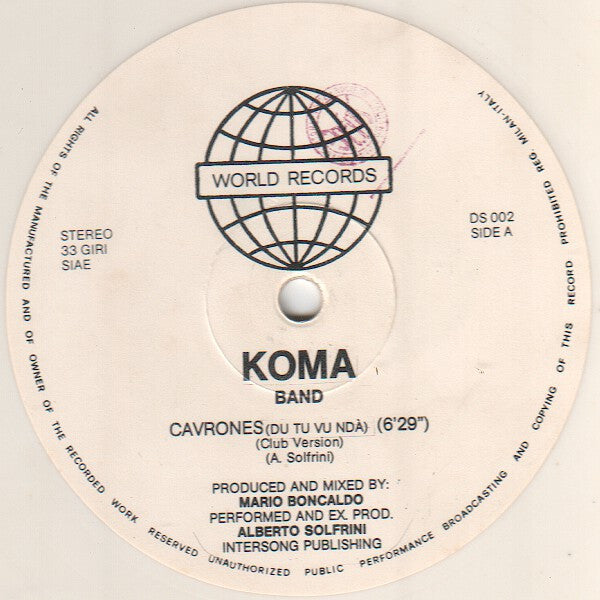 WORLD RECORDS
STEREO
33 GIRI
SIAE
DS 002
SIDE A
KOMA
BAND
CAVRONES (DU TU VU NDÀ) (6'29")
(Club Version)
(A. Solfrini)
PRODUCED AND MIXED BY:
MARIO BONCALDO
PERFORMED AND EX. PROD.
ALBERTO SOLFRINI
INTERSONG PUBLISHING
ALL RIGHTS OF THE MANUFACTURED AND OF OWNER OF THE RECORDED WORK RESERVED UNAUTHORIZED PUBLIC PERFORMANCE BROADCASTING AND COPYING OF THIS RECORD PROHIBITED REG. MILAN-ITALY